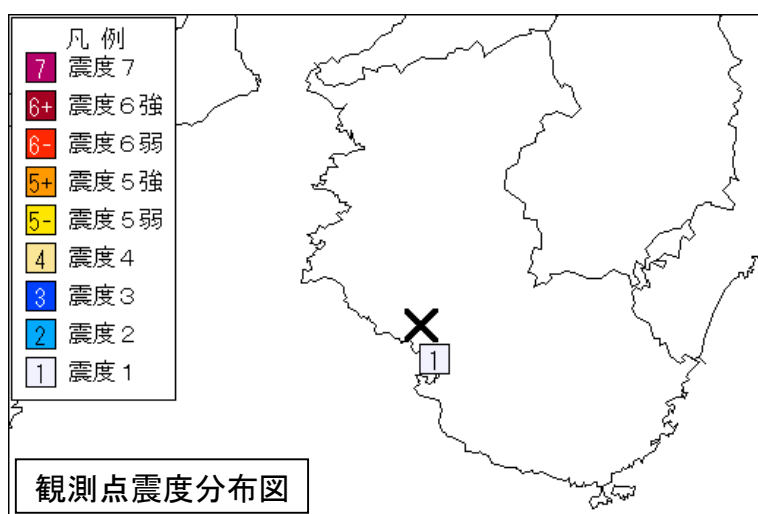 凡 例
7 震度７
6+ 震度６強
6- 震度６弱
5+ 震度５強
5- 震度５弱
4 震度４
3 震度３
2 震度２
1 震度１
1
観測点震度分布図